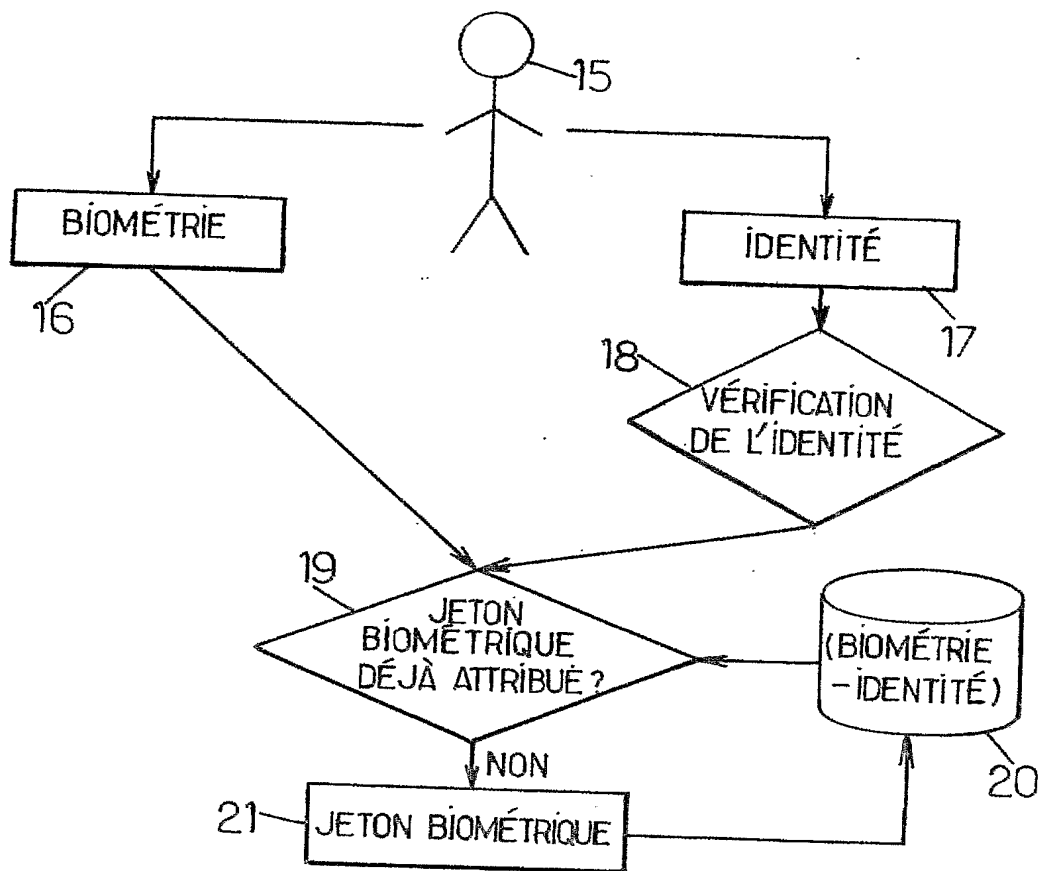 15
BIOMÉTRIE
16
IDENTITÉ
17
18
VÉRIFICATION
DE L'IDENTITÉ
19
JETON
BIOMÉTRIQUE
DÉJÀ ATTRIBUÉ ?
(BIOMÉTRIE
-IDENTITÉ)
20
NON
21
JETON BIOMÉTRIQUE